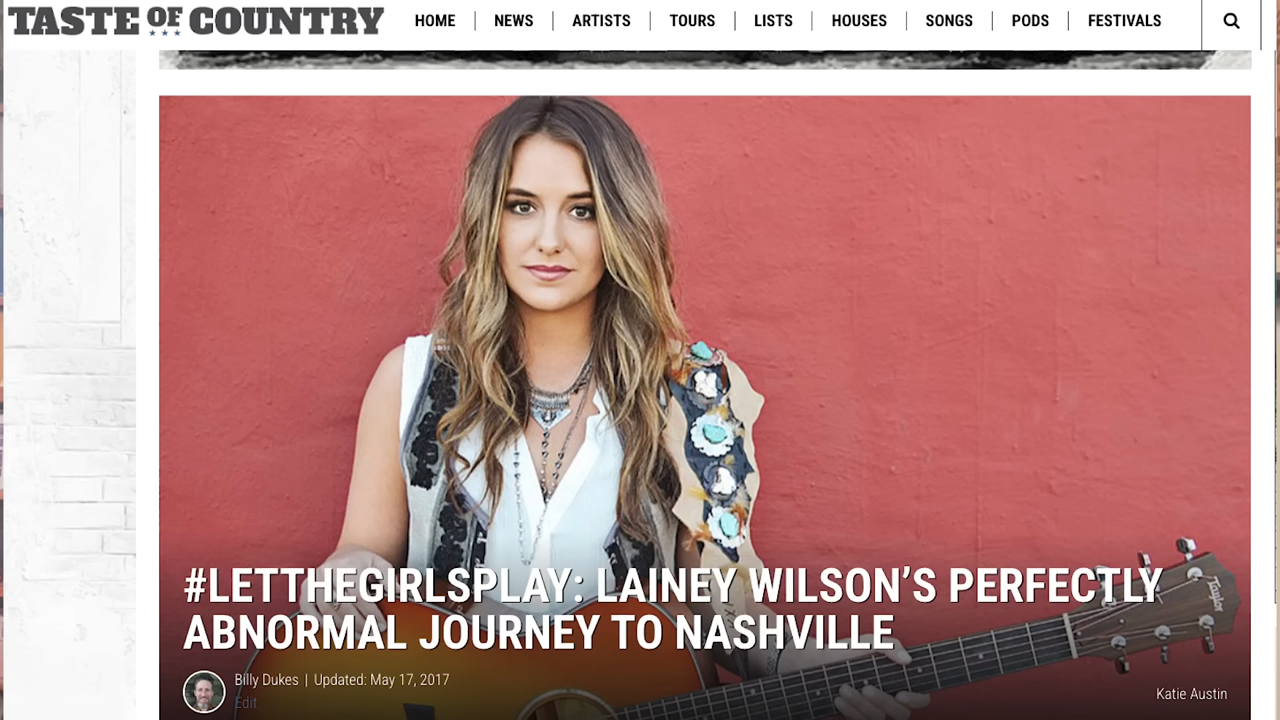 TASTE OF COUNTRY
HOME NEWS ARTISTS TOURS LISTS HOUSES SONGS PODS FESTIVALS
Taylor
#LETTHEGIRLSPLAY: LAINEY WILSON’S PERFECTLY
ABNORMAL JOURNEY TO NASHVILLE
Billy Dukes | Updated: May 17, 2017
Edit
Katie Austin